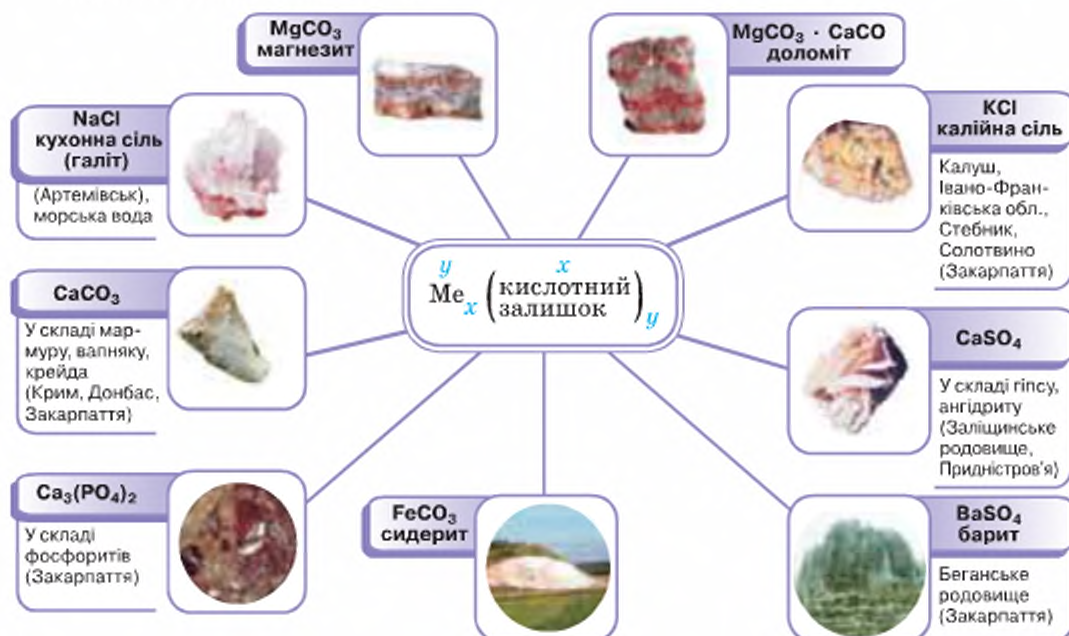 MgCO₃
магнезит
MgCO₃ · CaCO
доломіт
NaCl
кухонна сіль
(галіт)
(Артемівськ),
морська вода
KCl
калійна сіль
Калуш,
Івано-Фран-
ківська обл.,
Стебник,
Солотвино
(Закарпаття)
y x
Meₓ (кислотний
залишок)y
CaCO₃
У складі мар-
муру, вапняку,
крейда
(Крим, Донбас,
Закарпаття)
CaSO₄
У складі гіпсу,
ангідриту
(Заліщинське
родовище,
Придністров'я)
Ca₃(PO₄)₂
У складі
фосфоритів
(Закарпаття)
FeCO₃
сидерит
BaSO₄
барит
Беганське
родовище
(Закарпаття)